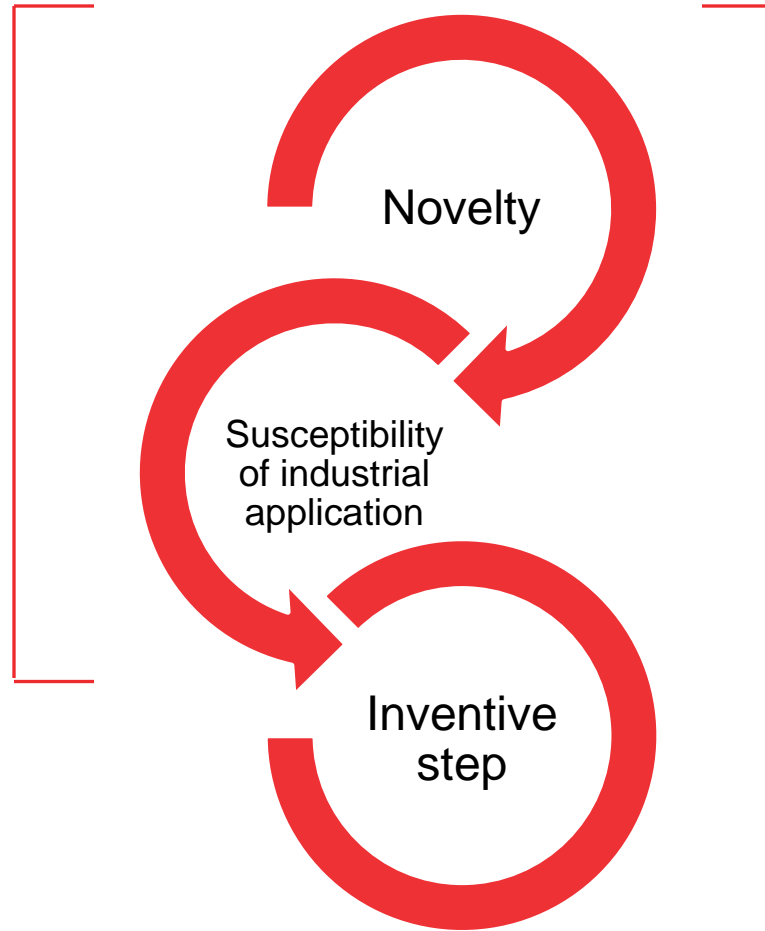 Novelty
Susceptibility
of industrial
application
Inventive
step